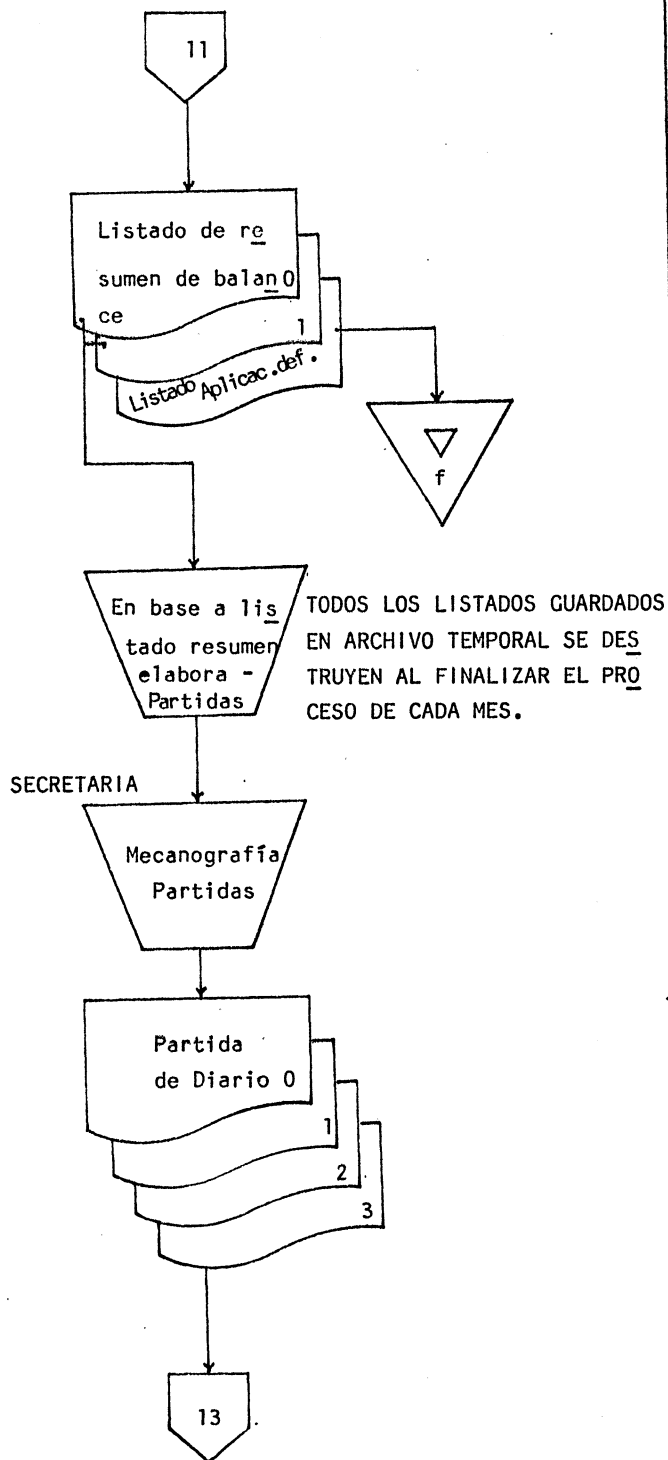 11
Listado de re
sumen de balan 0
ce
1
Listado Aplicac.def.
f
En base a lis
tado resumen
elabora -
Partidas
TODOS LOS LISTADOS GUARDADOS
EN ARCHIVO TEMPORAL SE DES
TRUYEN AL FINALIZAR EL PRO
CESO DE CADA MES.
SECRETARIA
Mecanografía
Partidas
Partida
de Diario 0
1
2
3
13